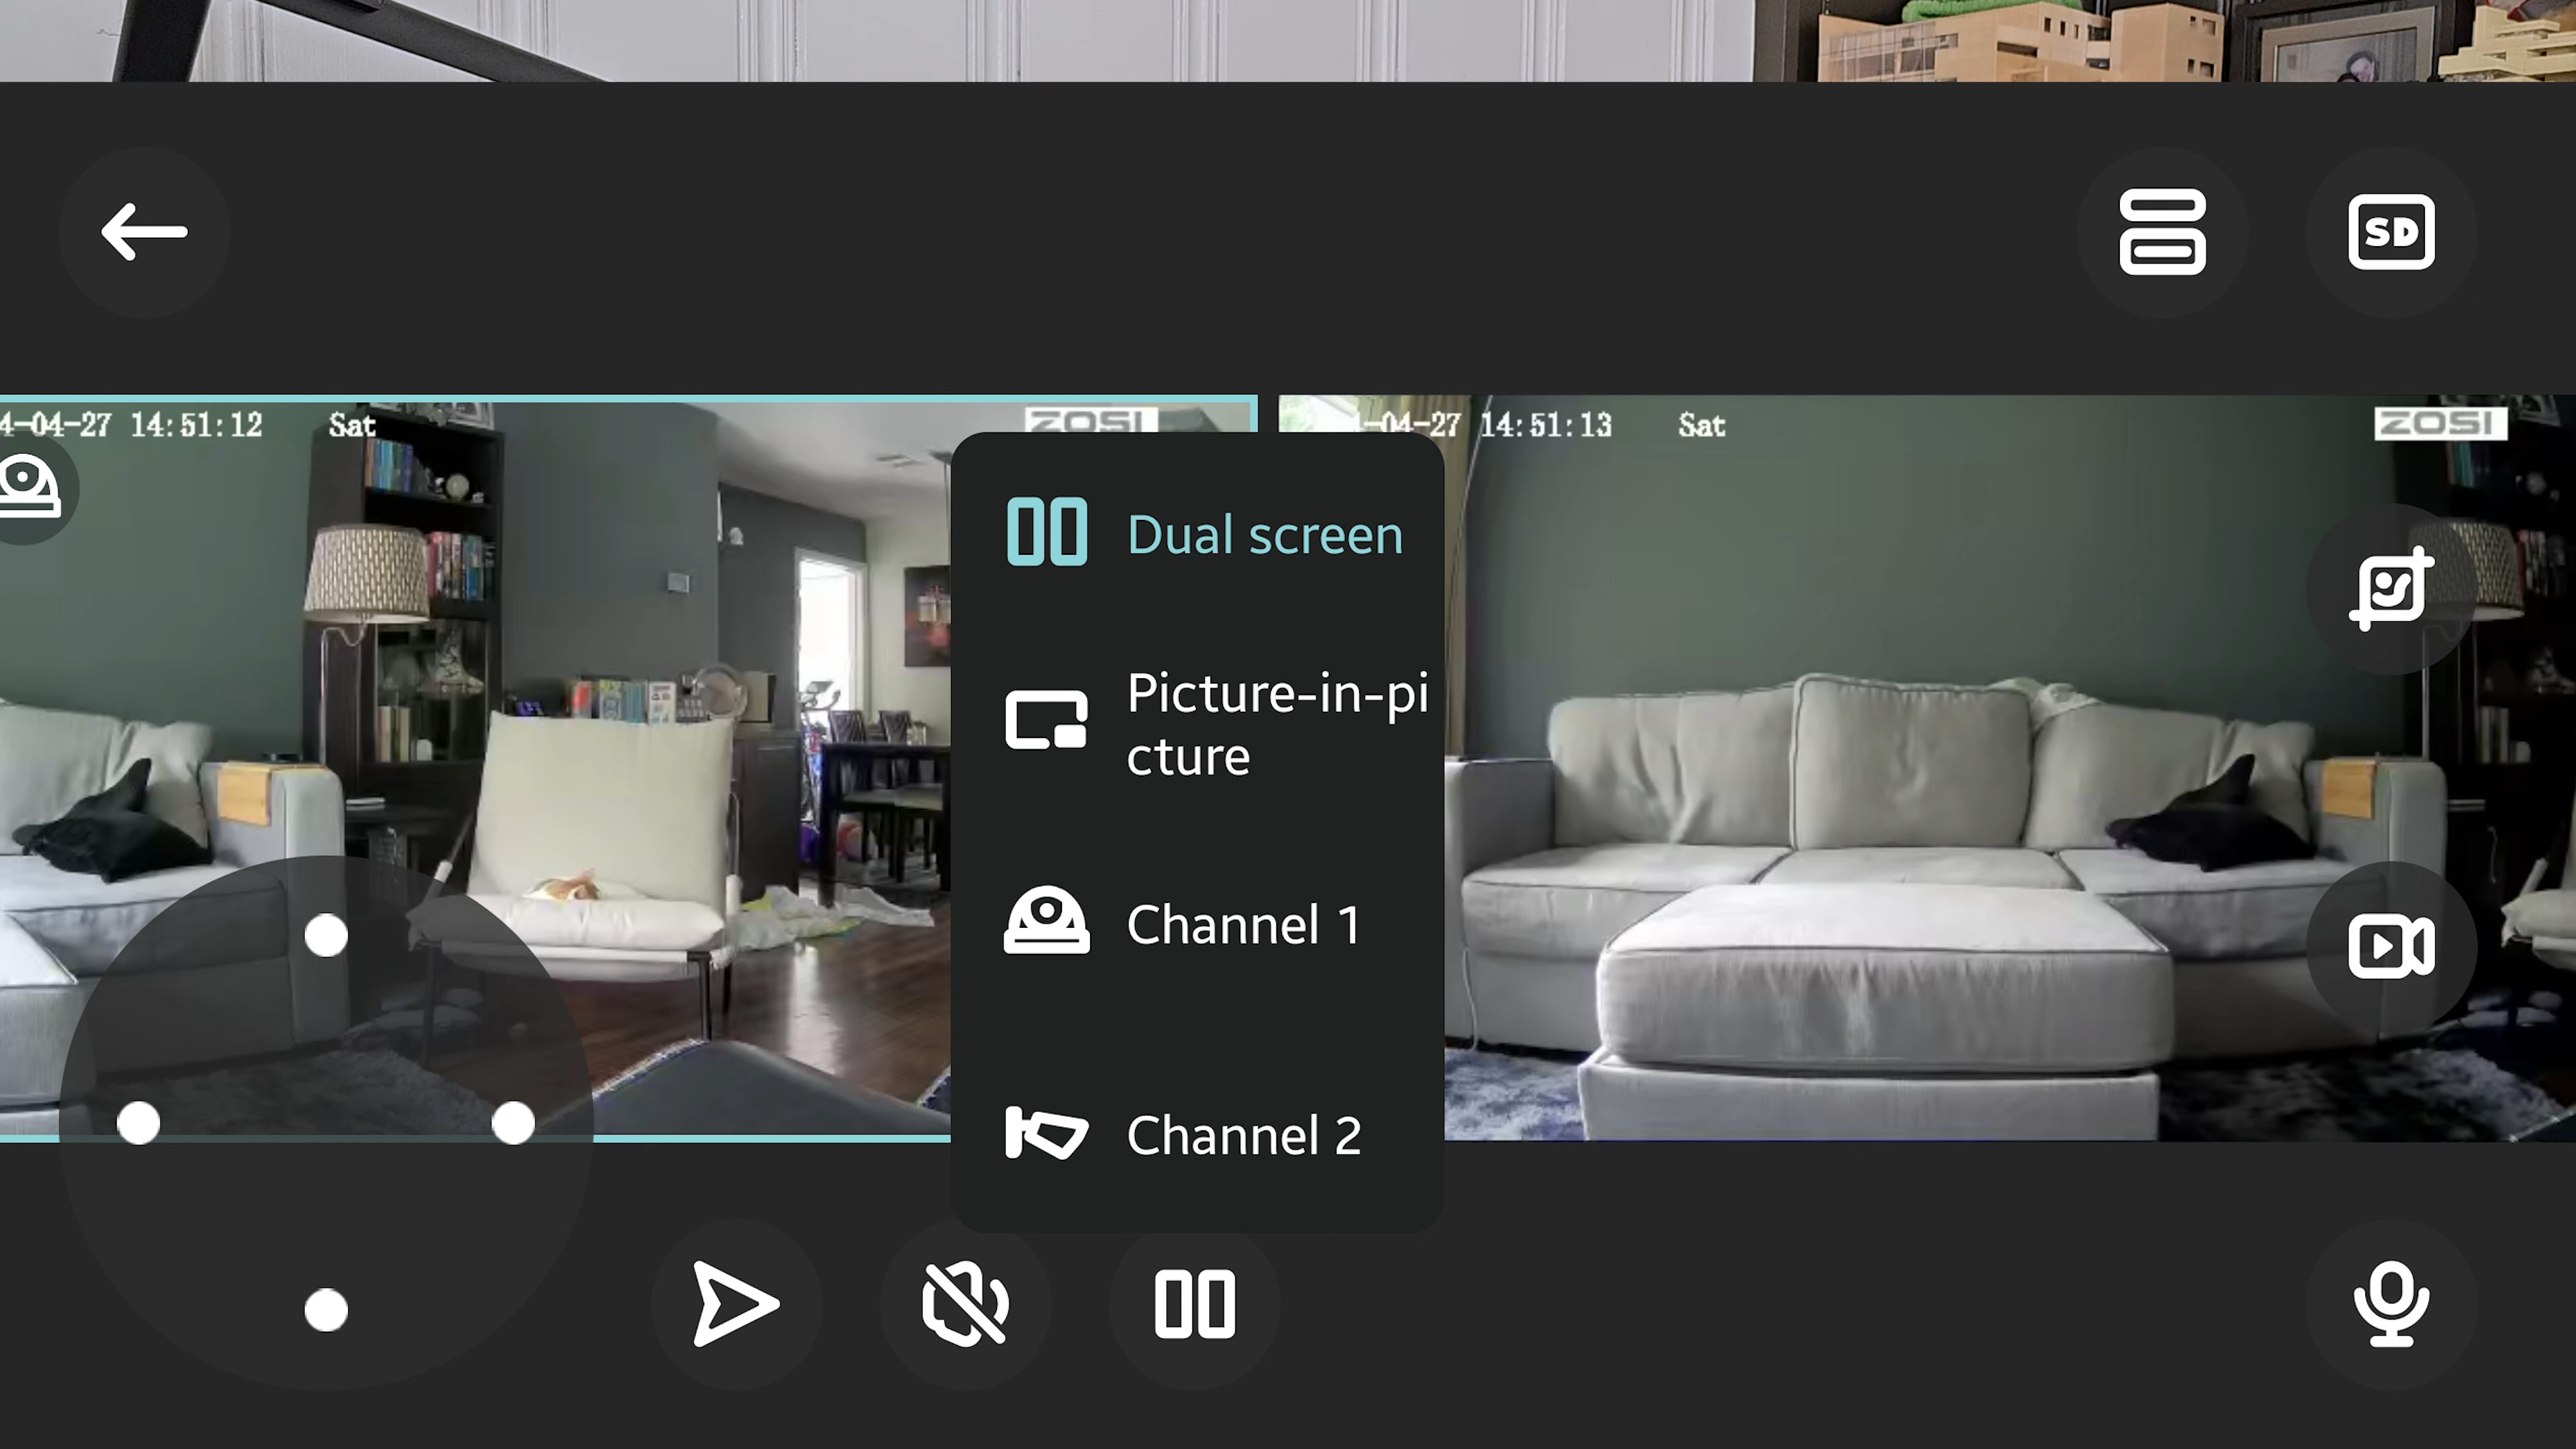 SD
4-04-27 14:51:12 Sat
ZOSI
-04-27 14:51:13 Sat
ZOSI
Dual screen
Picture-in-pi
cture
Channel 1
Channel 2